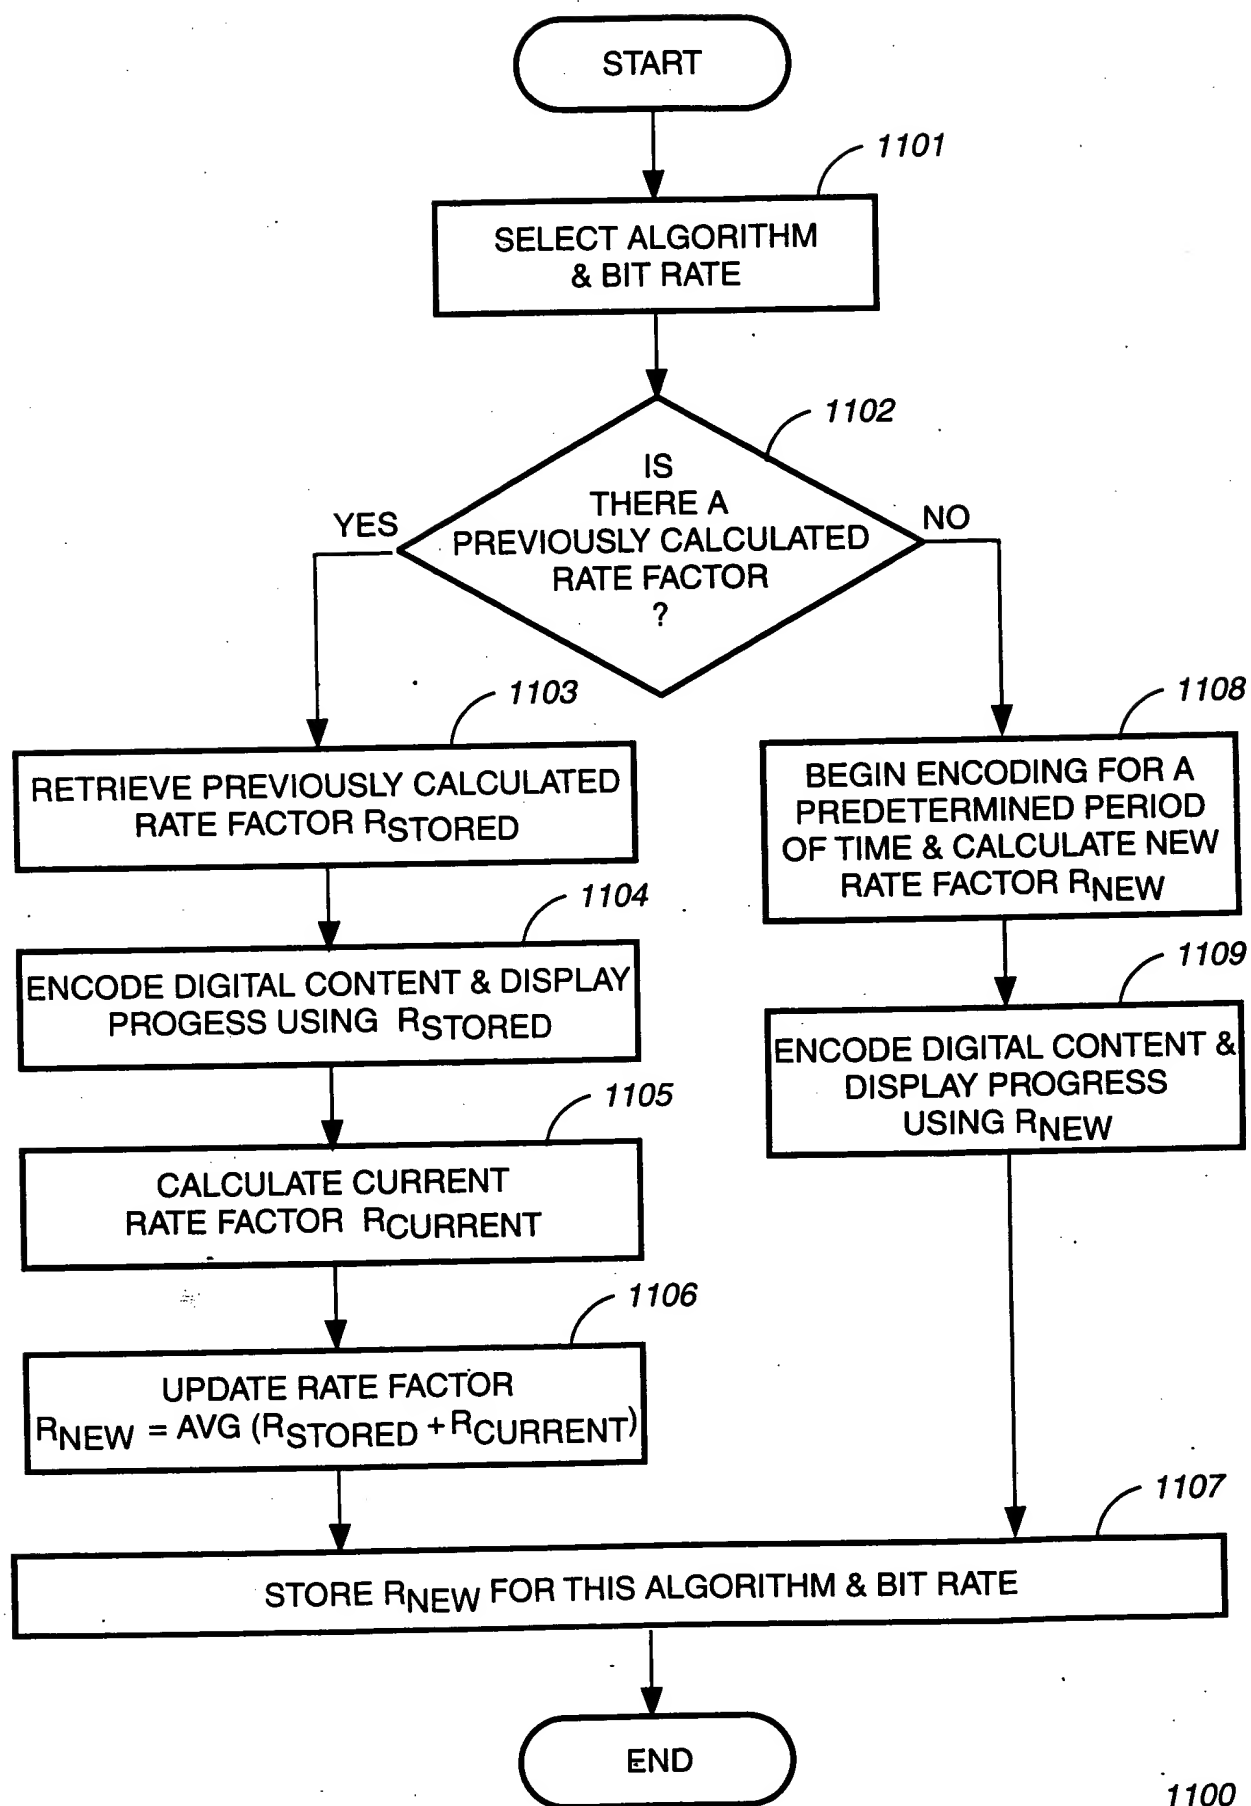 START
1101
SELECT ALGORITHM
& BIT RATE
1102
IS
THERE A
PREVIOUSLY CALCULATED
RATE FACTOR
?
YES
NO
1103
RETRIEVE PREVIOUSLY CALCULATED
RATE FACTOR RSTORED
1108
BEGIN ENCODING FOR A
PREDETERMINED PERIOD
OF TIME & CALCULATE NEW
RATE FACTOR RNEW
1104
ENCODE DIGITAL CONTENT & DISPLAY
PROGESS USING RSTORED
1109
ENCODE DIGITAL CONTENT &
DISPLAY PROGRESS
USING RNEW
1105
CALCULATE CURRENT
RATE FACTOR RCURRENT
1106
UPDATE RATE FACTOR
RNEW = AVG (RSTORED + RCURRENT)
1107
STORE RNEW FOR THIS ALGORITHM & BIT RATE
END
1100